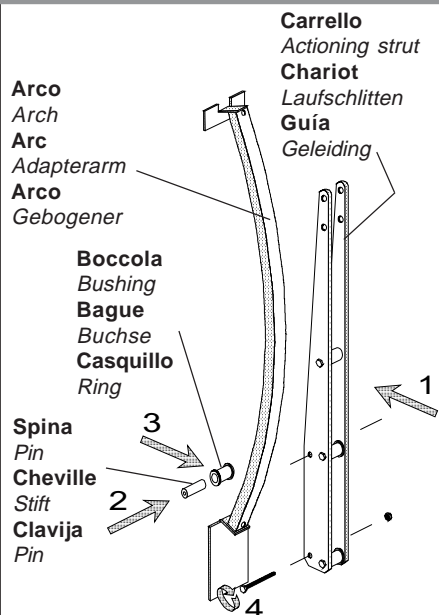 Carrello
Actioning strut
Chariot
Laufschlitten
Guía
Geleiding
Arco
Arch
Arc
Adapterarm
Arco
Gebogener
Boccola
Bushing
Bague
Buchse
Casquillo
Ring
Spina
Pin
Cheville
Stift
Clavija
Pin
1
3
2
4